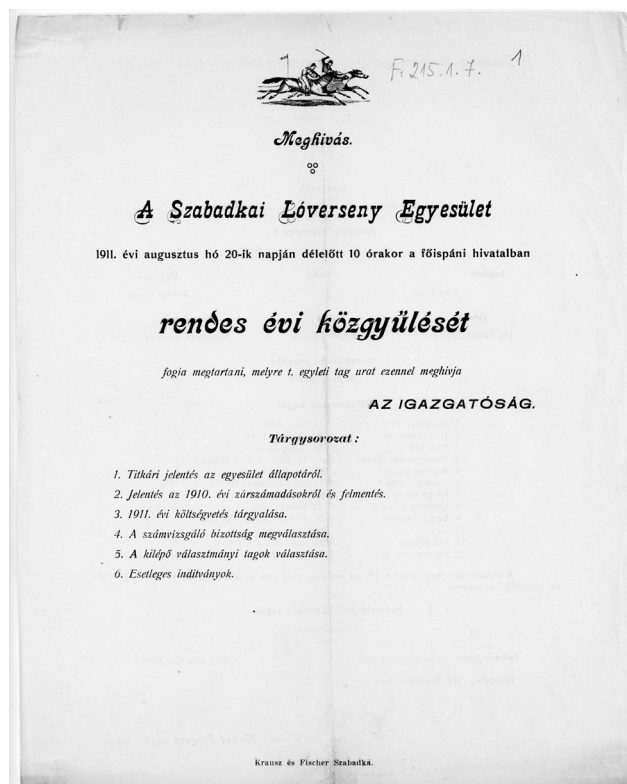 F. 215.1.7. 1
Meghivás.
A Szabadkai Lóverseny Egyesület
1911. évi augusztus hó 20-ik napján délelőtt 10 órakor a főispáni hivatalban
rendes évi közgyűlését
fogia megtartani, melyre t. egyleti tag urat ezennel meghivja
AZ IGAZGATÓSÁG.
Tárgysorozat :
1. Titkári jelentés az egyesület állapotáról.
2. Jelentés az 1910. évi zárszámadásokról és felmentés.
3. 1911. évi költségvetés tárgyalása.
4. A számvizsgáló bizottság megválasztása.
5. A kilépő választmányi tagok választása.
6. Esetleges inditványok.
Krausz és Fischer Szabadka.